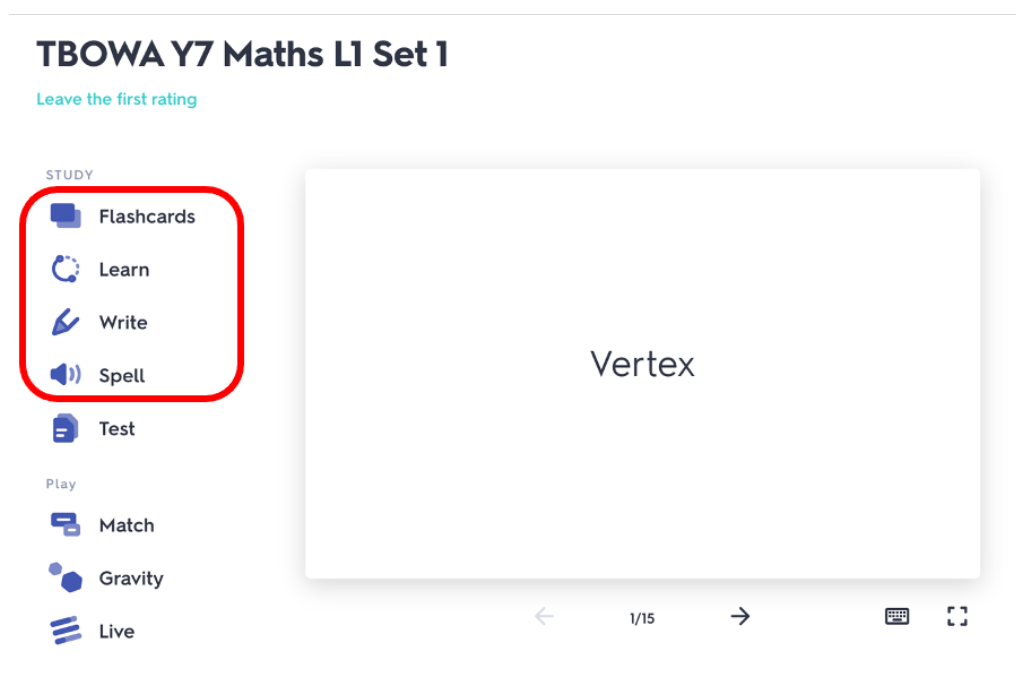 TBOWA Y7 Maths L1 Set 1
Leave the first rating
STUDY
Flashcards
Learn
Write
Spell
Test
Play
Match
Gravity
Live
Vertex
1/15